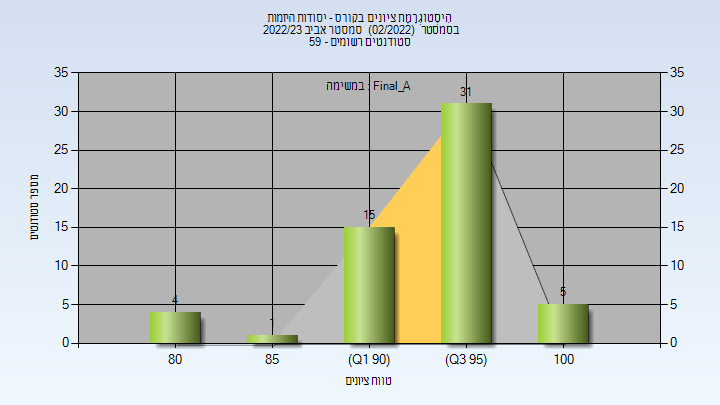 היסטוגרמת ציונים בקורס - יסודות היזמות
בסמסטר (02/2022) סמסטר אביב 2022/23
סטודנטים רשומים - 59
במשימה : Final_A
מספר סטודנטים
35 35
30 30
25 25
20 20
15 15
10 10
5 5
0 0
4 1 15 31 5
80 85 (Q1 90) (Q3 95) 100
טווח ציונים